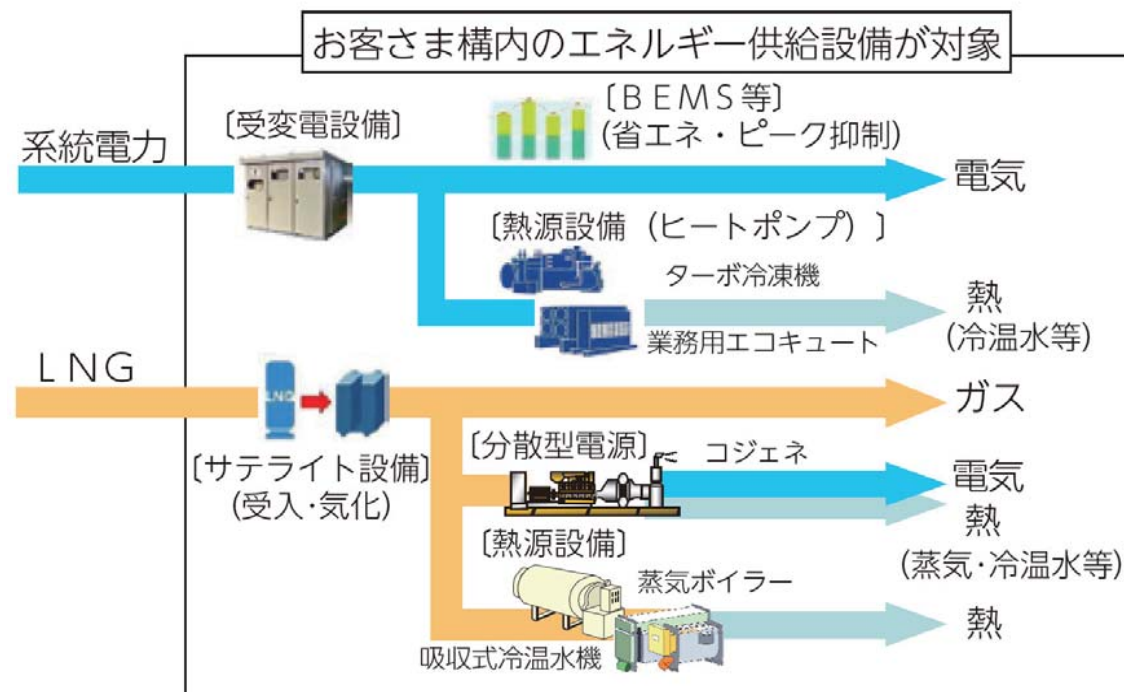 お客さま構内のエネルギー供給設備が対象
系統電力
〔受変電設備〕
〔ＢＥＭＳ等〕
(省エネ・ピーク抑制)
電気
〔熱源設備（ヒートポンプ）〕
ターボ冷凍機
業務用エコキュート
熱
(冷温水等)
ＬＮＧ
LNG
ガス
〔サテライト設備〕
(受入・気化)
〔分散型電源〕
コジェネ
電気
熱
(蒸気・冷温水等)
〔熱源設備〕
蒸気ボイラー
吸収式冷温水機
熱